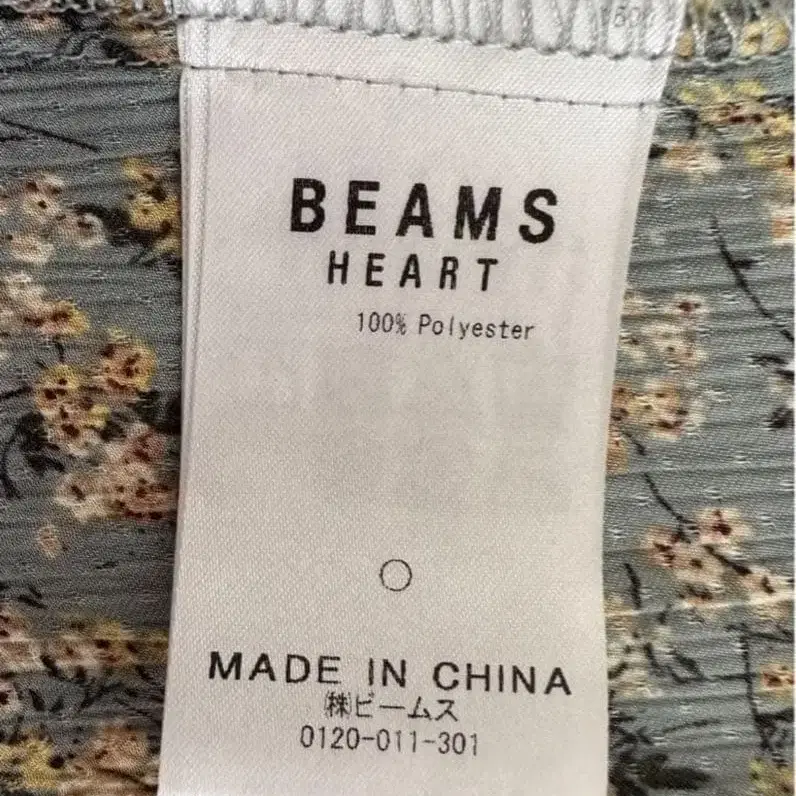 BEAMS
HEART
100% Polyester
○
MADE IN CHINA
㈱ビームス
0120-011-301